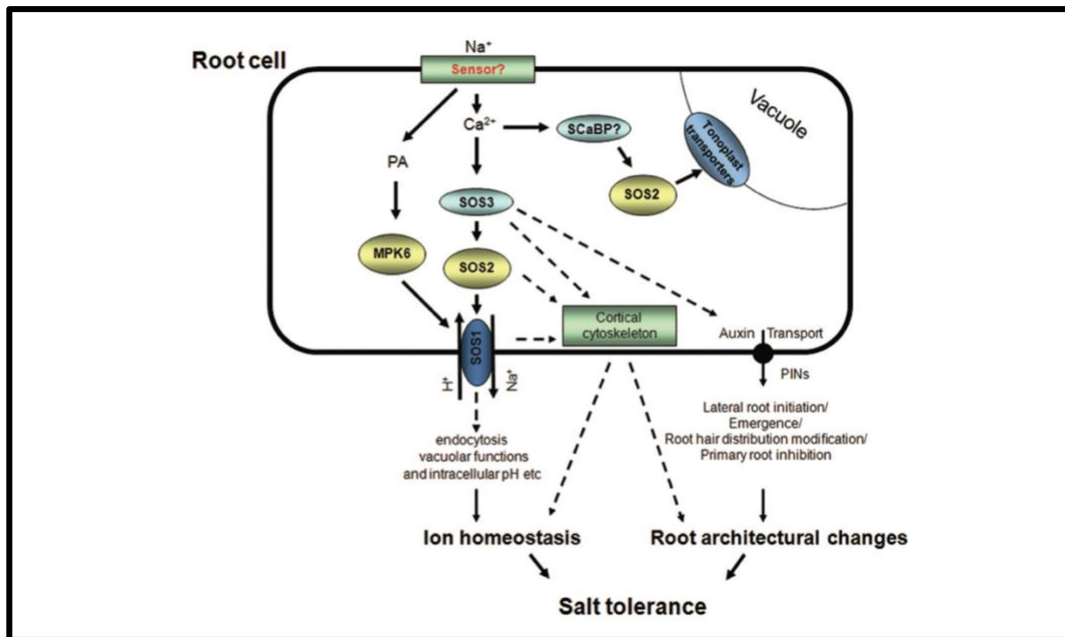 Na⁺
Root cell
Sensor?
Ca²⁺
SCaBP?
Vacuole
Tonoplast
transporters
PA
SOS2
SOS3
MPK6
SOS2
SOS1
H⁺
Na⁺
Cortical
cytoskeleton
Auxin Transport
PINs
endocytosis
vacuolar functions
and intracellular pH etc
Lateral root initiation/
Emergence/
Root hair distribution modification/
Primary root inhibition
Ion homeostasis
Root architectural changes
Salt tolerance